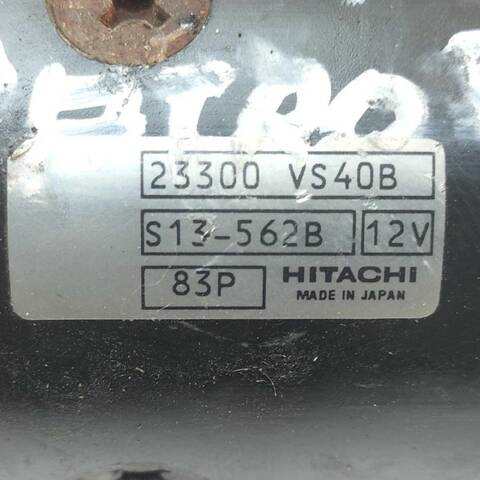 23300 VS40B
S13-562B 12V
83P HITACHI
MADE IN JAPAN